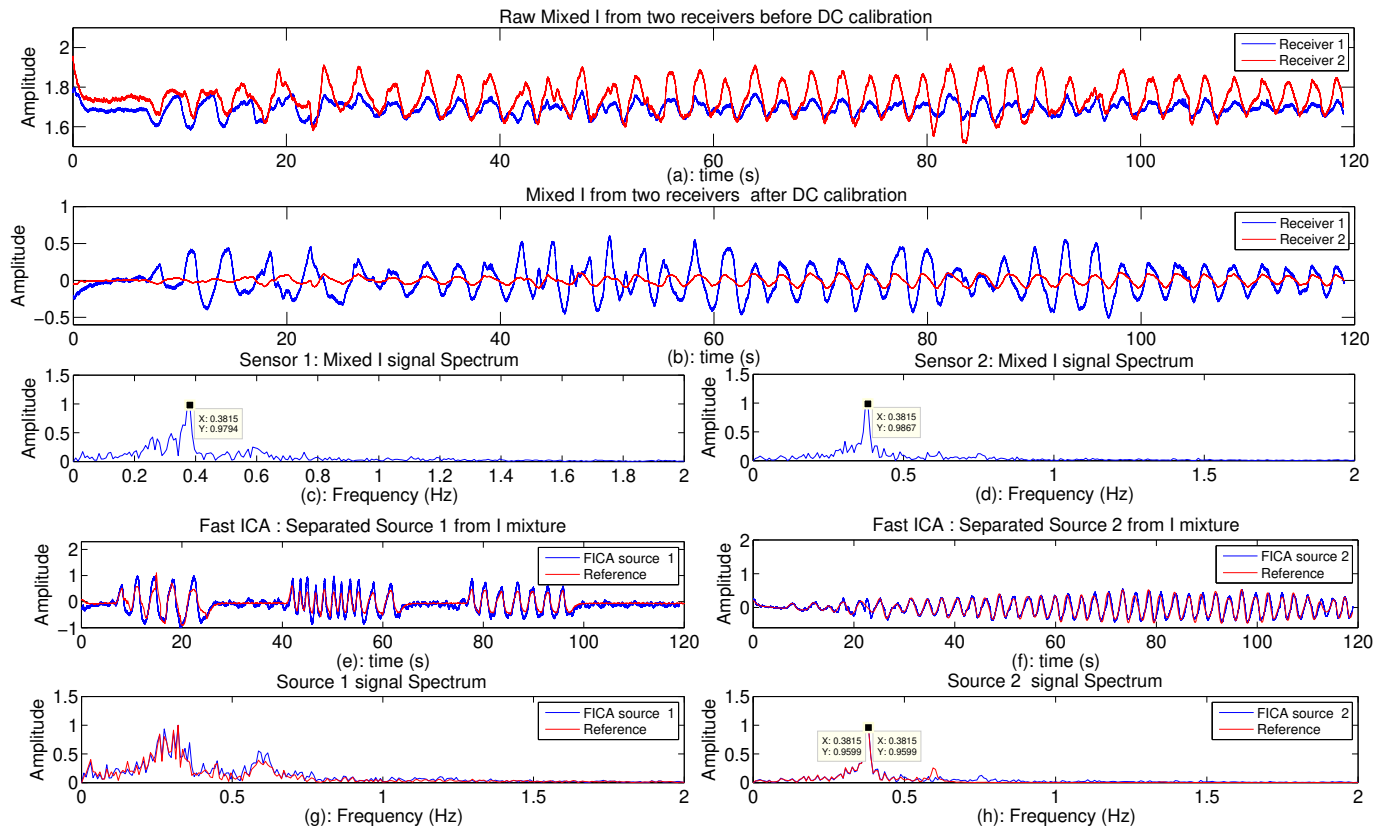 Raw Mixed I from two receivers before DC calibration
Amplitude
2
1.8
1.6
Receiver 1
Receiver 2
0 20 40 60 80 100 120
(a): time (s)
Mixed I from two receivers after DC calibration
Amplitude
1
0.5
0
−0.5
Receiver 1
Receiver 2
0 20 40 60 80 100 120
(b): time (s)
Sensor 1: Mixed I signal Spectrum
Amplitude
1.5
1
0.5
0
X: 0.3815
Y: 0.9794
0 0.2 0.4 0.6 0.8 1 1.2 1.4 1.6 1.8 2
(c): Frequency (Hz)
Sensor 2: Mixed I signal Spectrum
Amplitude
1.5
1
0.5
0
X: 0.3815
Y: 0.9867
0 0.5 1 1.5 2
(d): Frequency (Hz)
Fast ICA : Separated Source 1 from I mixture
Amplitude
2
1
0
−1
FICA source 1
Reference
0 20 40 60 80 100 120
(e): time (s)
Fast ICA : Separated Source 2 from I mixture
Amplitude
2
1
0
FICA source 2
Reference
0 20 40 60 80 100 120
(f): time (s)
Source 1 signal Spectrum
Amplitude
1.5
1
0.5
0
FICA source 1
Reference
0 0.5 1 1.5 2
(g): Frequency (Hz)
Source 2 signal Spectrum
Amplitude
1.5
1
0.5
0
X: 0.3815
Y: 0.9599
X: 0.3815
Y: 0.9599
FICA source 2
Reference
0 0.5 1 1.5 2
(h): Frequency (Hz)